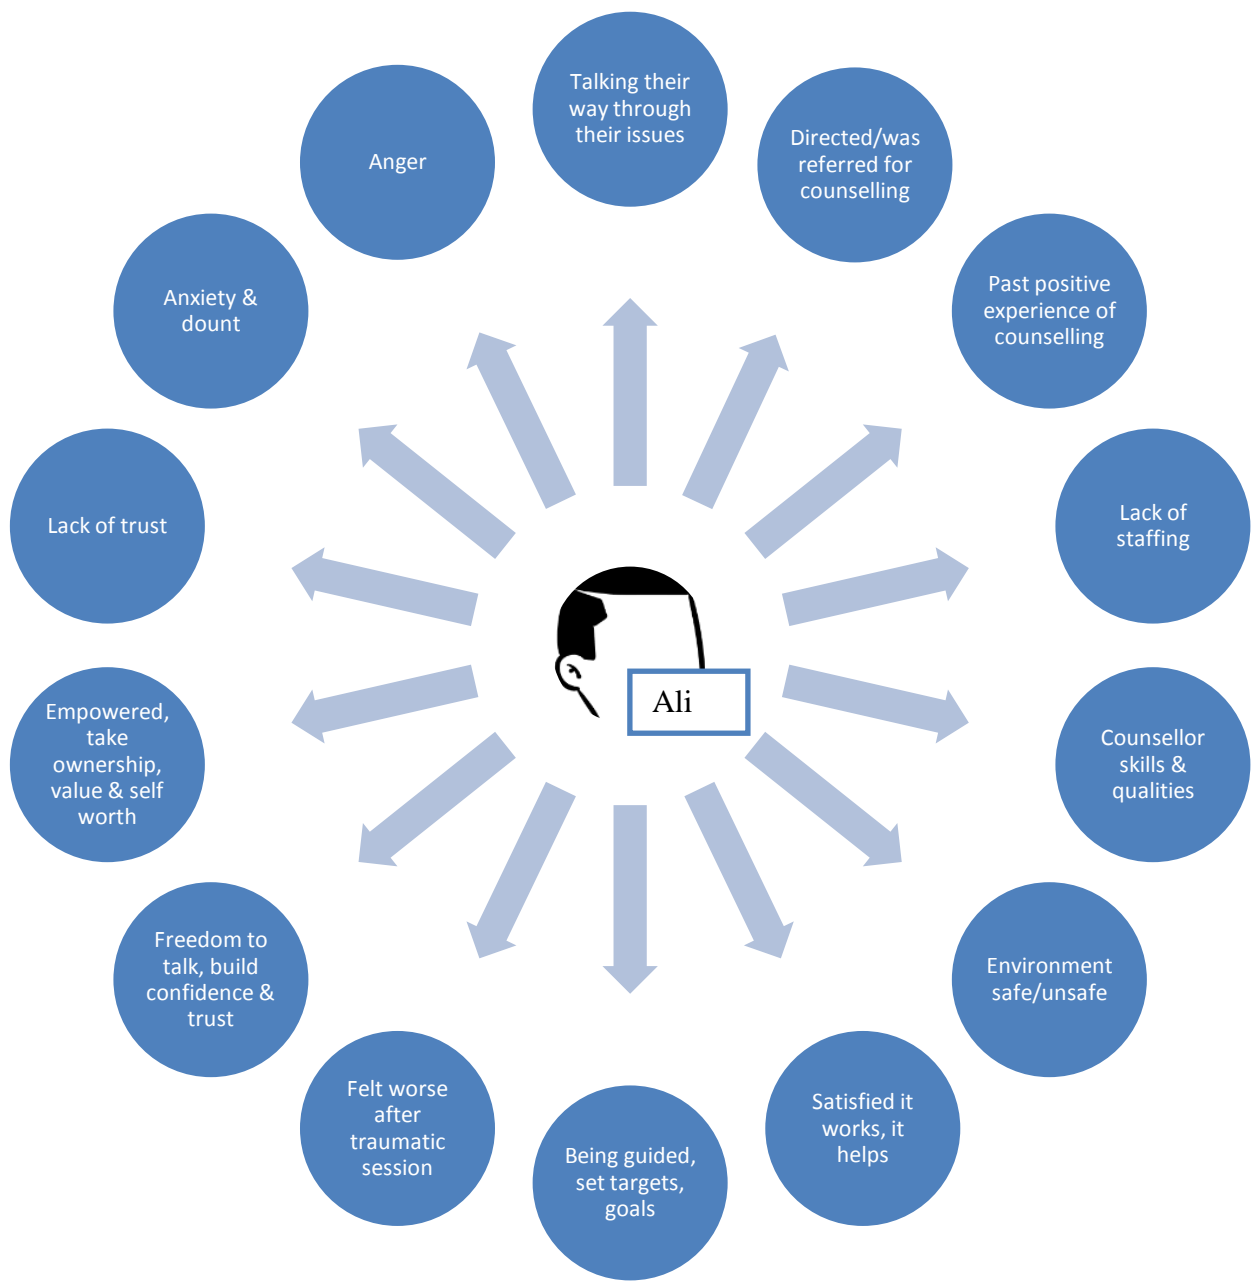 Talking their
way through
their issues
Directed/was
referred for
counselling
Past positive
experience of
counselling
Lack of
staffing
Counsellor
skills &
qualities
Environment
safe/unsafe
Satisfied it
works, it
helps
Being guided,
set targets,
goals
Felt worse
after
traumatic
session
Freedom to
talk, build
confidence &
trust
Empowered,
take
ownership,
value & self
worth
Lack of trust
Anxiety &
dount
Anger
Ali